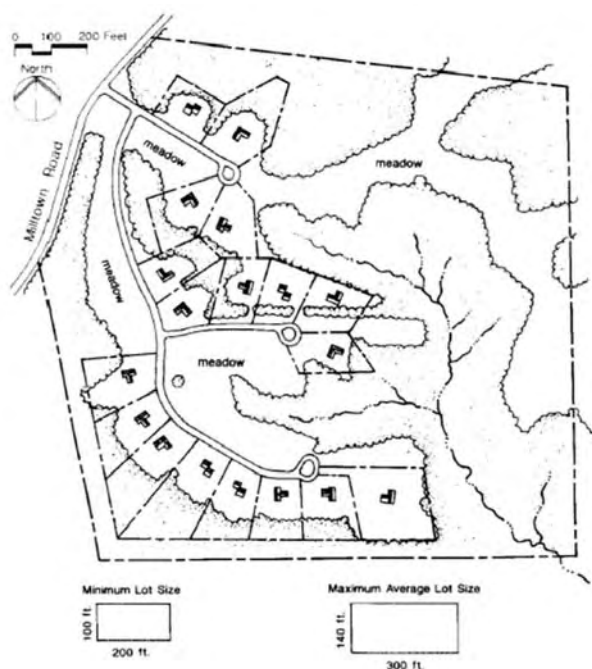 0 100 200 Feet
North
Milltown Road
meadow
meadow
meadow
meadow
Minimum Lot Size
100 ft.
200 ft.
Maximum Average Lot Size
140 ft.
300 ft.